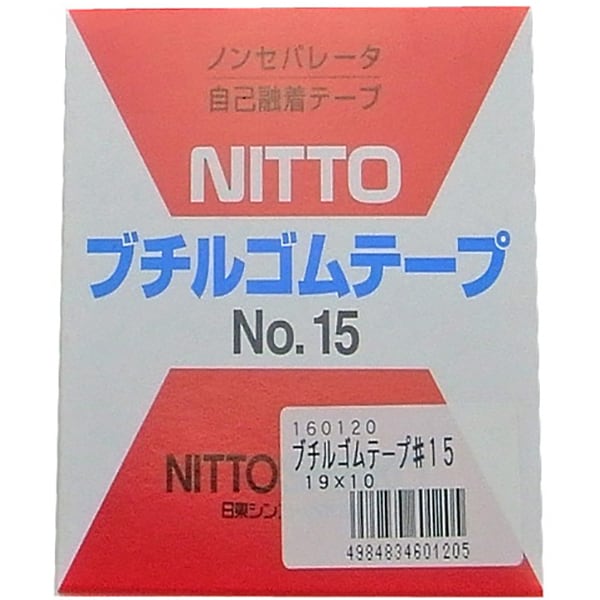 ノンセパレータ
自己融着テープ
NITTO
ブチルゴムテープ
No.15
NITTO
日東シン
160120
ブチルゴムテープ#15
19×10
4984834601205